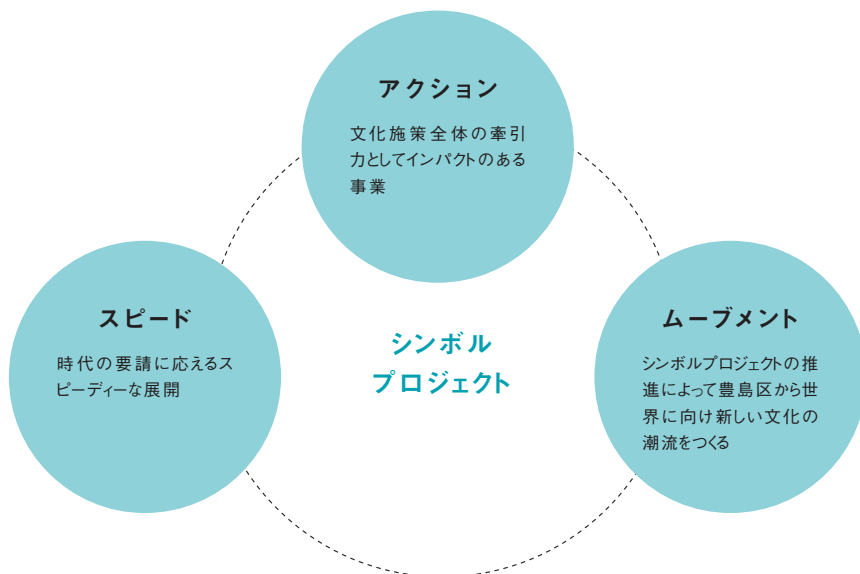 アクション
文化施策全体の牽引
力としてインパクトのある
事業
スピード
時代の要請に応えるス
ピーディーな展開
シンボル
プロジェクト
ムーブメント
シンボルプロジェクトの推
進によって豊島区から世
界に向け新しい文化の
潮流をつくる